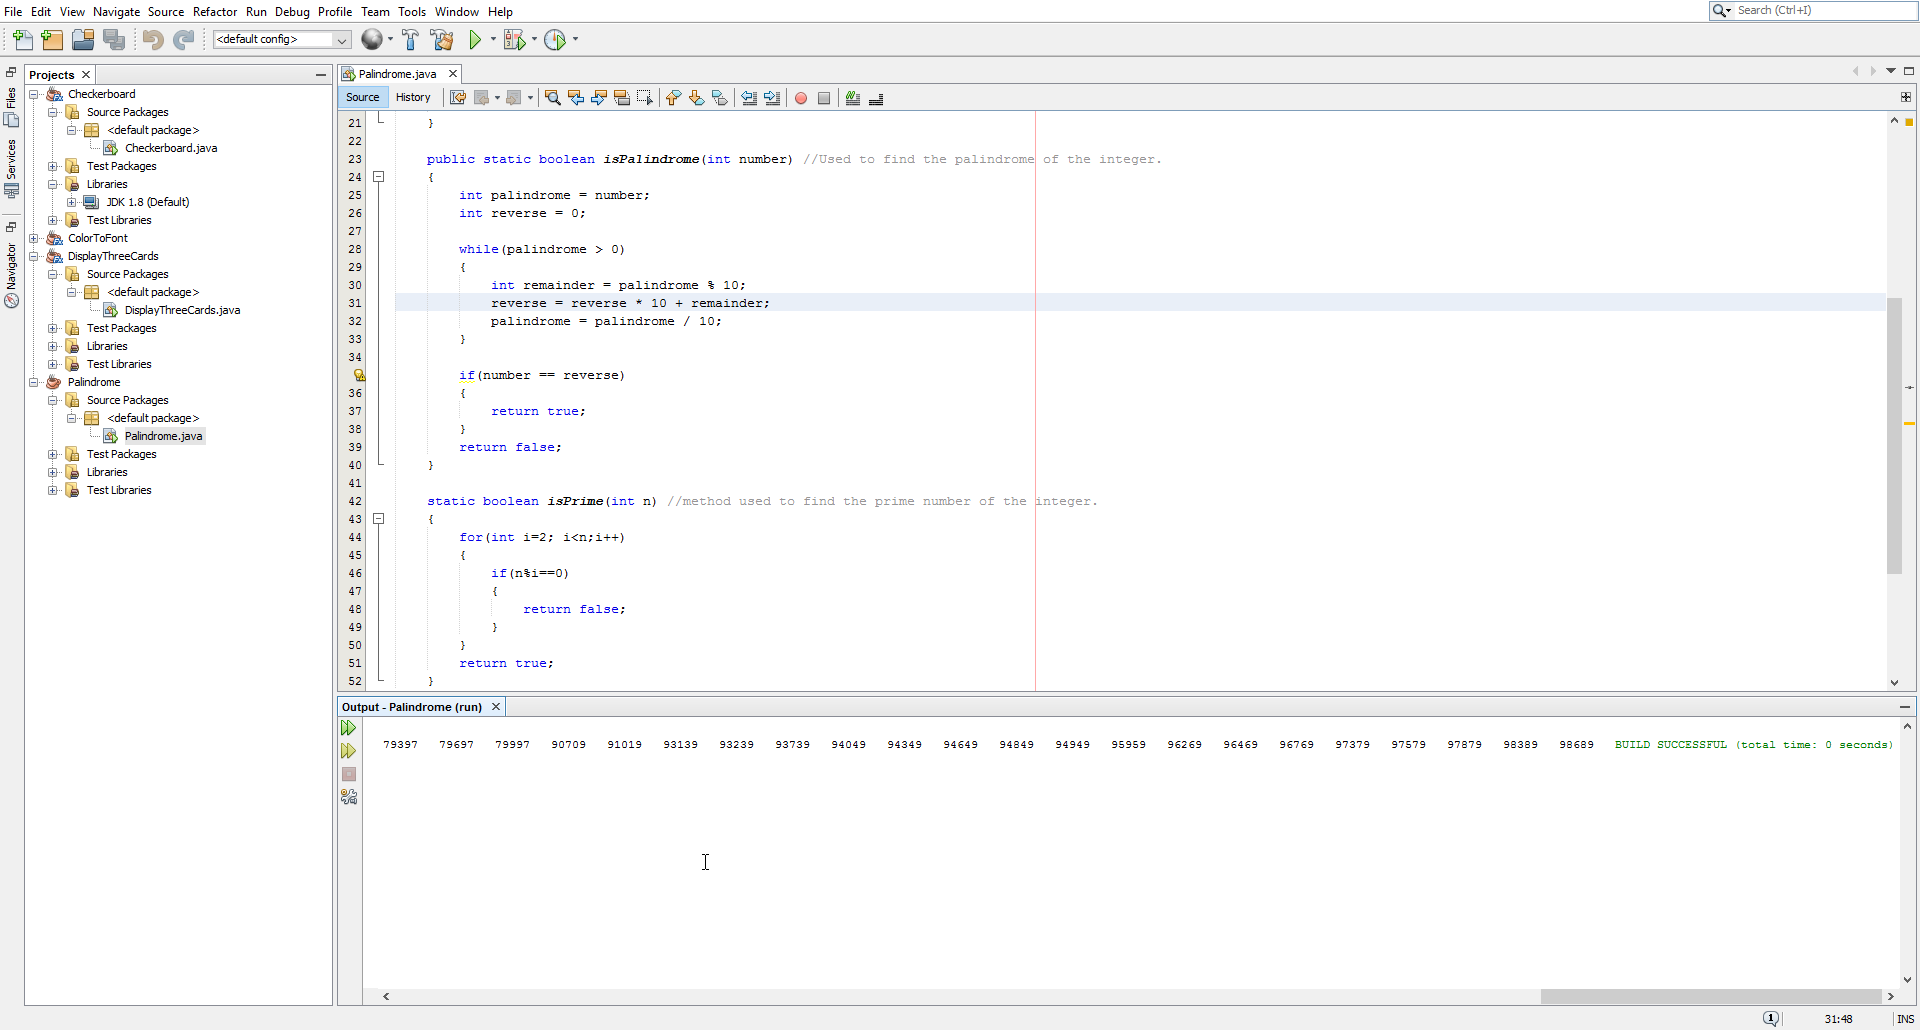 File Edit View Navigate Source Refactor Run Debug Profile Team Tools Window Help
Search (Ctrl+I)
<default config>
Files
Services
Navigator
Projects
Checkerboard
Source Packages
<default package>
Checkerboard.java
Test Packages
Libraries
JDK 1.8 (Default)
Test Libraries
ColorToFont
DisplayThreeCards
Source Packages
<default package>
DisplayThreeCards.java
Test Packages
Libraries
Test Libraries
Palindrome
Source Packages
<default package>
Palindrome.java
Test Packages
Libraries
Test Libraries
Palindrome.java
Source History
21 }
22
23 public static boolean isPalindrome(int number) //Used to find the palindrome of the integer.
24 {
25 int palindrome = number;
26 int reverse = 0;
27
28 while(palindrome > 0)
29 {
30 int remainder = palindrome % 10;
31 reverse = reverse * 10 + remainder;
32 palindrome = palindrome / 10;
33 }
34
if(number == reverse)
36 {
37 return true;
38 }
39 return false;
40 }
41
42 static boolean isPrime(int n) //method used to find the prime number of the integer.
43 {
44 for(int i=2; i<n;i++)
45 {
46 if(n%i==0)
47 {
48 return false;
49 }
50 }
51 return true;
52 }
Output - Palindrome (run)
79397 79697 79997 90709 91019 93139 93239 93739 94049 94349 94649 94849 94949 95959 96269 96469 96769 97379 97579 97879 98389 98689 BUILD SUCCESSFUL (total time: 0 seconds)
1 31:48 INS